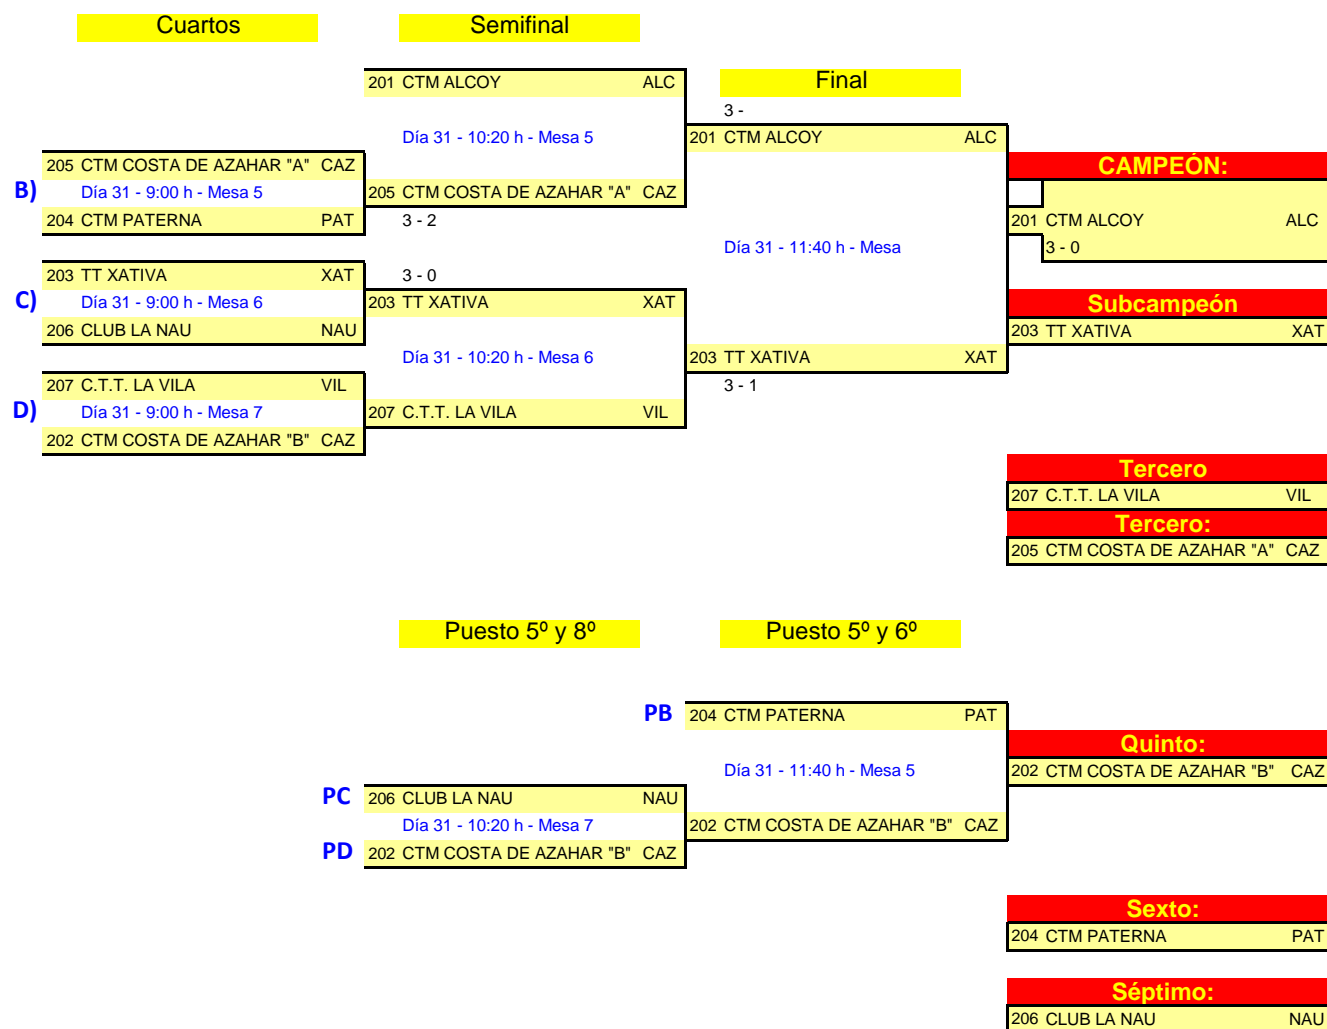 Cuartos Semifinal
201 CTM ALCOY ALC Final
3 -
Día 31 - 10:20 h - Mesa 5 201 CTM ALCOY ALC
205 CTM COSTA DE AZAHAR "A" CAZ CAMPEÓN:
B) Día 31 - 9:00 h - Mesa 5 205 CTM COSTA DE AZAHAR "A" CAZ
204 CTM PATERNA PAT 3 - 2 201 CTM ALCOY ALC
Día 31 - 11:40 h - Mesa 3 - 0
203 TT XATIVA XAT 3 - 0
C) Día 31 - 9:00 h - Mesa 6 203 TT XATIVA XAT Subcampeón
206 CLUB LA NAU NAU 203 TT XATIVA XAT
Día 31 - 10:20 h - Mesa 6 203 TT XATIVA XAT
207 C.T.T. LA VILA VIL 3 - 1
D) Día 31 - 9:00 h - Mesa 7 207 C.T.T. LA VILA VIL
202 CTM COSTA DE AZAHAR "B" CAZ
Tercero
207 C.T.T. LA VILA VIL
Tercero:
205 CTM COSTA DE AZAHAR "A" CAZ
Puesto 5º y 8º Puesto 5º y 6º
PB 204 CTM PATERNA PAT
Quinto:
Día 31 - 11:40 h - Mesa 5 202 CTM COSTA DE AZAHAR "B" CAZ
PC 206 CLUB LA NAU NAU
Día 31 - 10:20 h - Mesa 7 202 CTM COSTA DE AZAHAR "B" CAZ
PD 202 CTM COSTA DE AZAHAR "B" CAZ
Sexto:
204 CTM PATERNA PAT
Séptimo:
206 CLUB LA NAU NAU